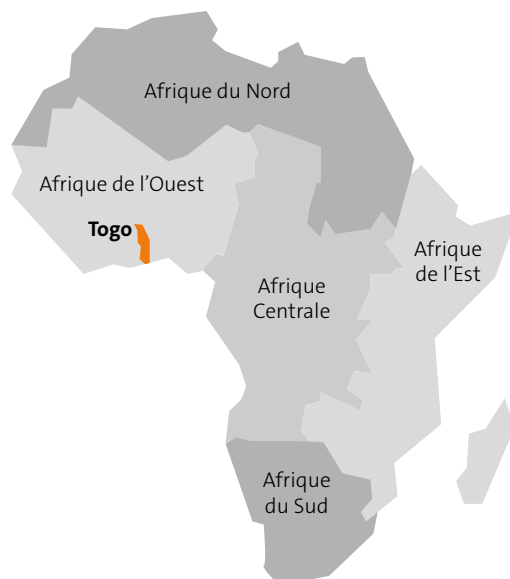 Afrique du Nord
Afrique de l’Ouest
Togo
Afrique
de l’Est
Afrique
Centrale
Afrique
du Sud